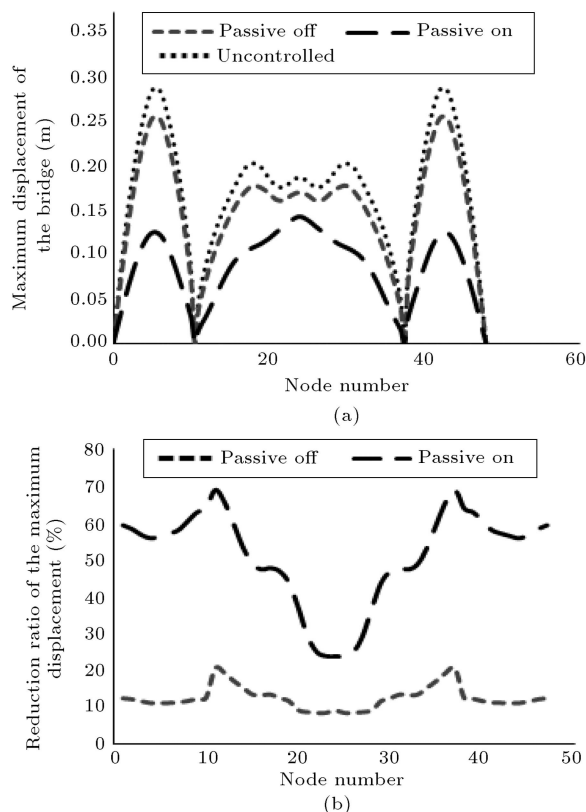 0.35
0.30
0.25
0.20
0.15
0.10
0.05
0.00
Maximum displacement of
the bridge (m)
Passive off
Passive on
Uncontrolled
0
20
40
60
Node number
(a)
80
70
60
50
40
30
20
10
0
Reduction ratio of the maximum
displacement (%)
Passive off
Passive on
0
10
20
30
40
50
Node number
(b)